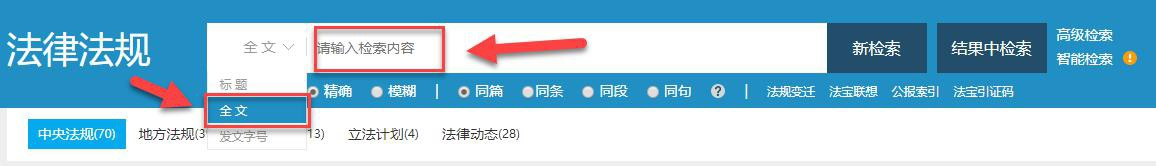 法律法规
全文
请输入检索内容
新检索
结果中检索
高级检索
智能检索
标题
全文
发文字号
精确 模糊 | 同篇 同条 同段 同句 ? | 法规变迁 法宝联想 公报索引 法宝引证码
中央法规(70) 地方法规(3 13) 立法计划(4) 法律动态(28)